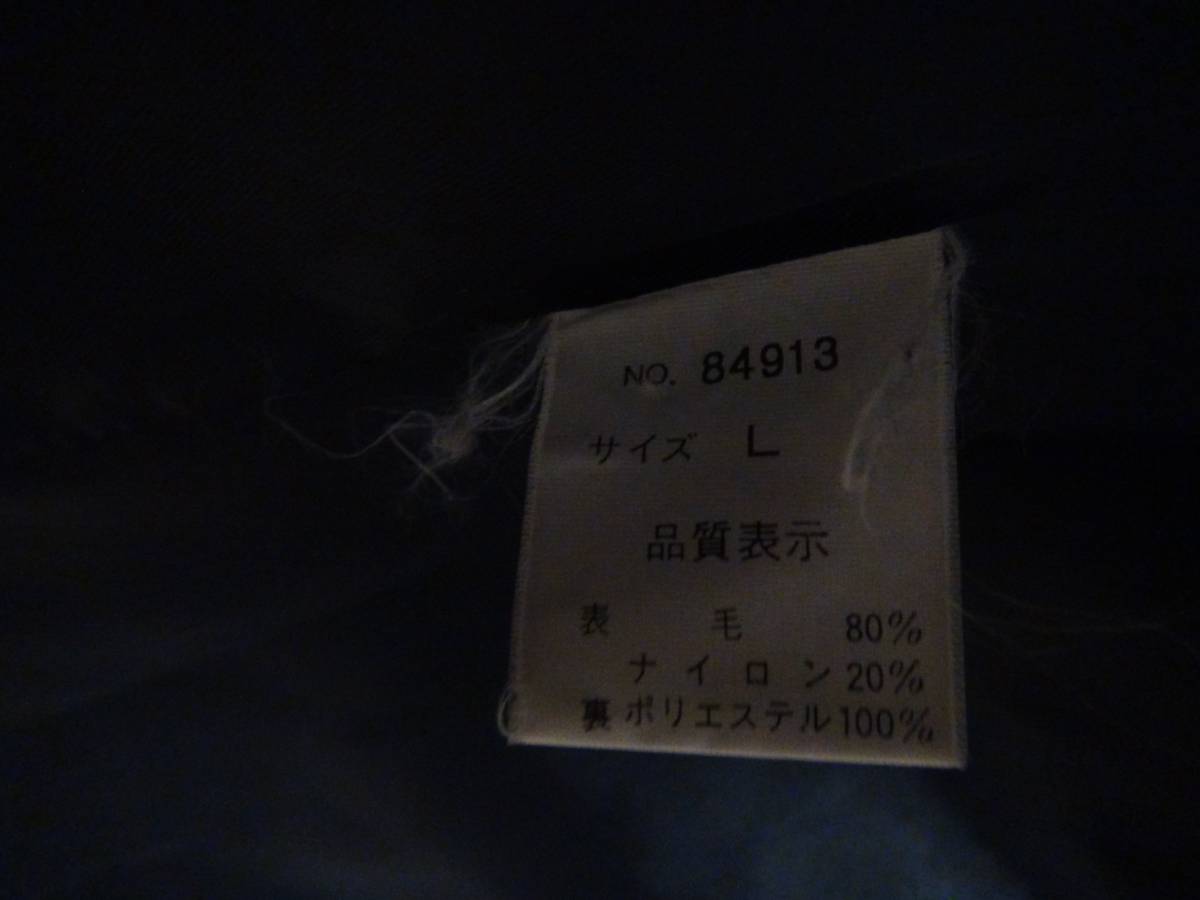 NO. 84913
サイズ L
品質表示
表 毛 80%
ナイロン 20%
裏 ポリエステル 100%